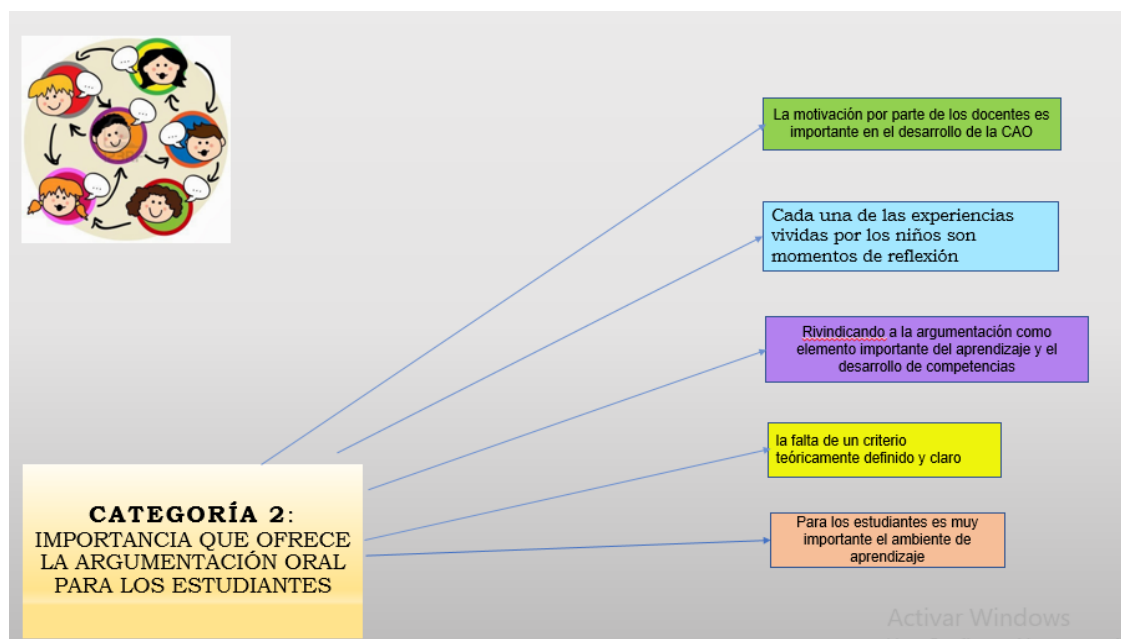 La motivación por parte de los docentes es
importante en el desarrollo de la CAO
Cada una de las experiencias
vividas por los niños son
momentos de reflexión
Rivindicando a la argumentación como
elemento importante del aprendizaje y el
desarrollo de competencias
la falta de un criterio
teóricamente definido y claro
Para los estudiantes es muy
importante el ambiente de
aprendizaje
CATEGORÍA 2:
IMPORTANCIA QUE OFRECE
LA ARGUMENTACIÓN ORAL
PARA LOS ESTUDIANTES
Activar Windows